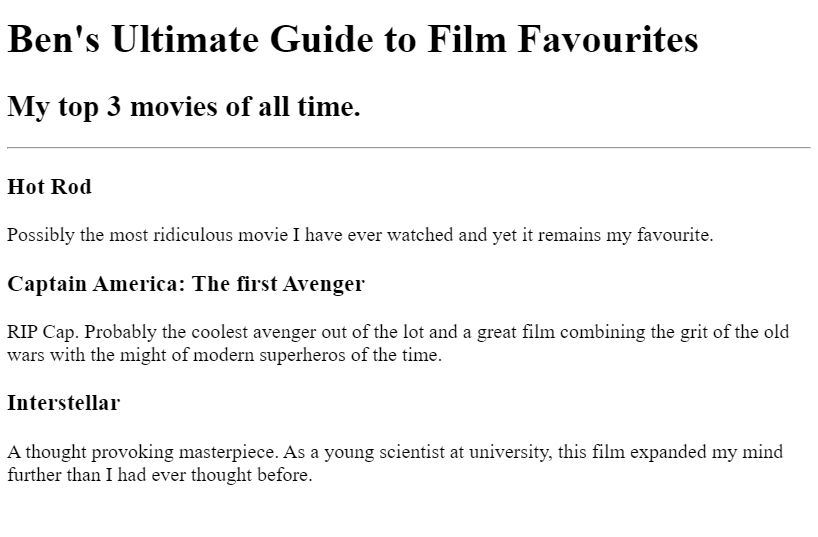 Ben's Ultimate Guide to Film Favourites
My top 3 movies of all time.
Hot Rod
Possibly the most ridiculous movie I have ever watched and yet it remains my favourite.
Captain America: The first Avenger
RIP Cap. Probably the coolest avenger out of the lot and a great film combining the grit of the old
wars with the might of modern superheros of the time.
Interstellar
A thought provoking masterpiece. As a young scientist at university, this film expanded my mind
further than I had ever thought before.